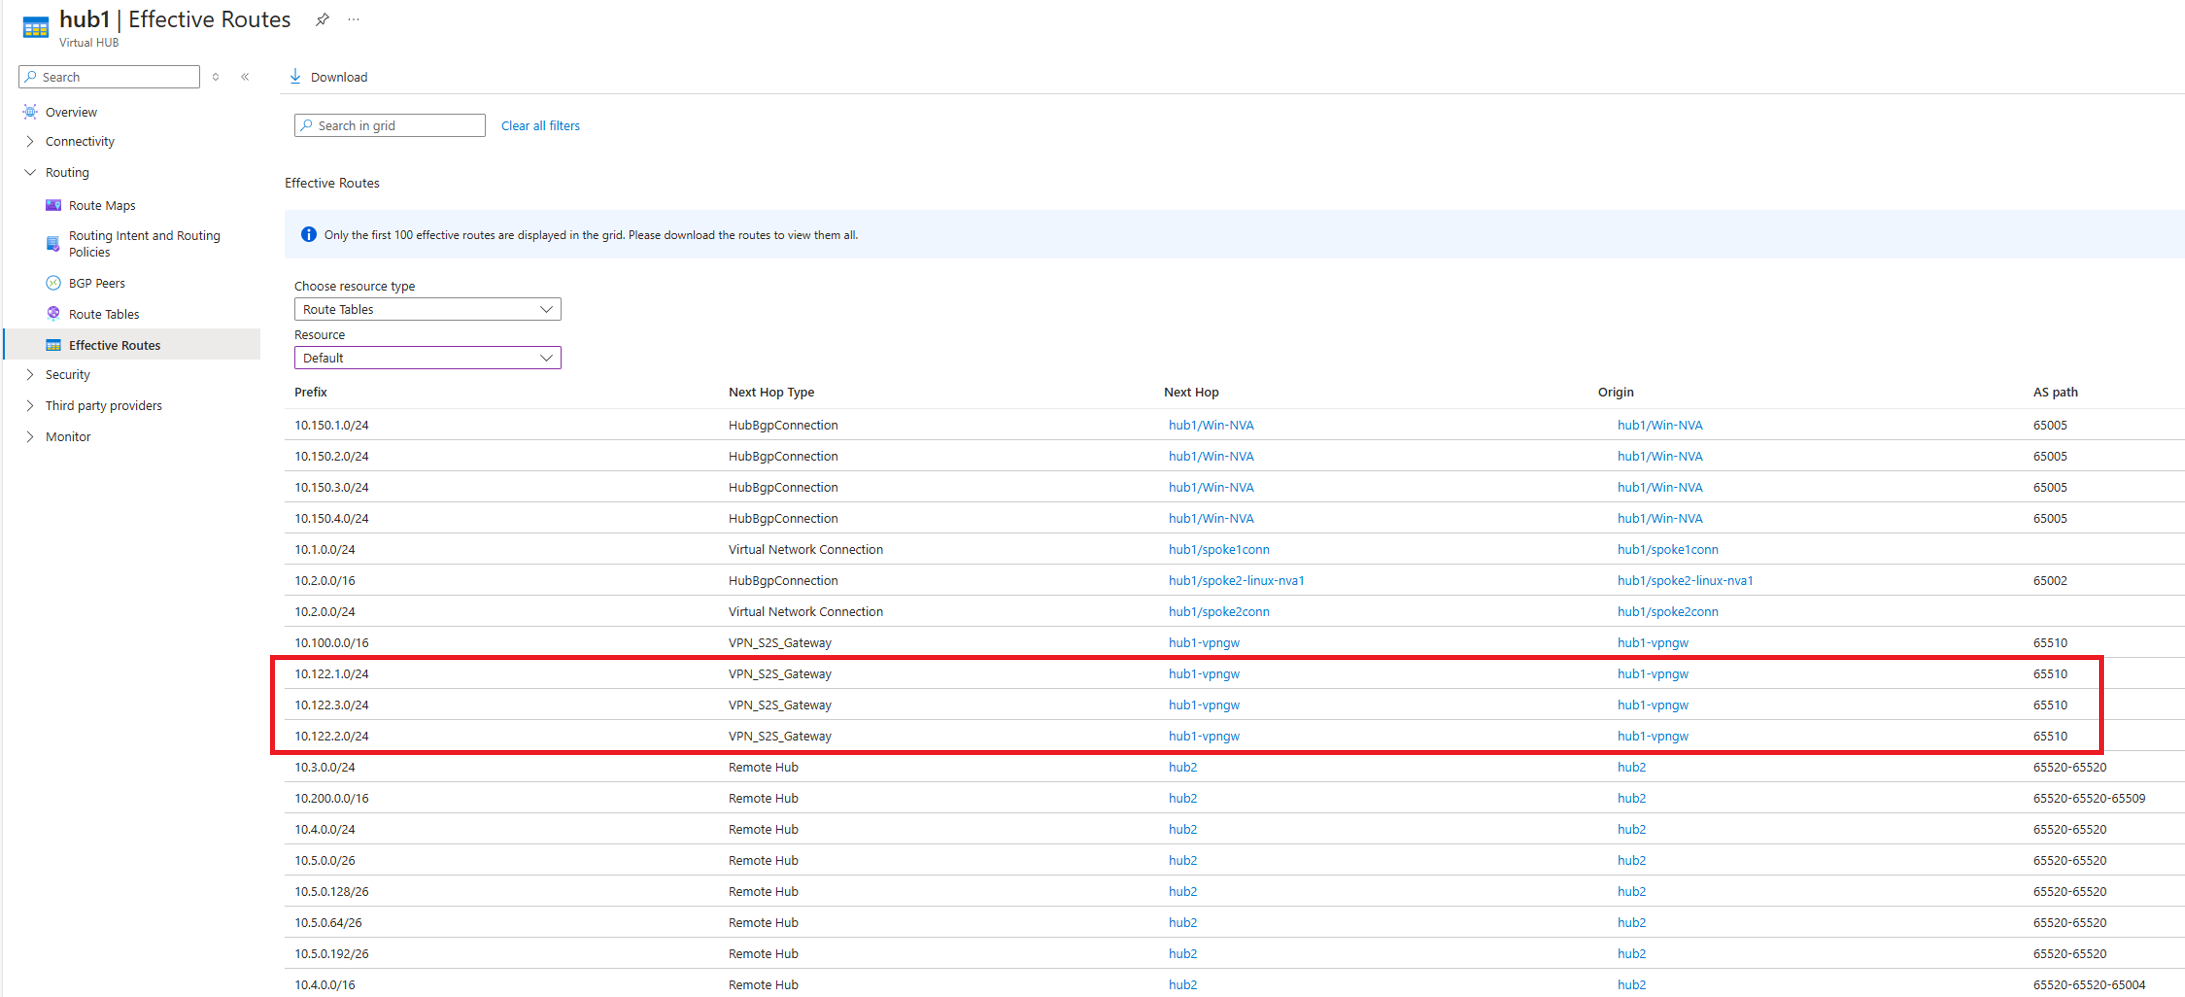 hub1 | Effective Routes
Virtual HUB
Search
Download
Overview
Connectivity
Routing
Route Maps
Routing Intent and Routing
Policies
BGP Peers
Route Tables
Effective Routes
Security
Third party providers
Monitor
Search in grid Clear all filters
Effective Routes
Only the first 100 effective routes are displayed in the grid. Please download the routes to view them all.
Choose resource type
Route Tables
Resource
Default
Prefix Next Hop Type Next Hop Origin AS path
10.150.1.0/24 HubBgpConnection hub1/Win-NVA hub1/Win-NVA 65005
10.150.2.0/24 HubBgpConnection hub1/Win-NVA hub1/Win-NVA 65005
10.150.3.0/24 HubBgpConnection hub1/Win-NVA hub1/Win-NVA 65005
10.150.4.0/24 HubBgpConnection hub1/Win-NVA hub1/Win-NVA 65005
10.1.0.0/24 Virtual Network Connection hub1/spoke1conn hub1/spoke1conn
10.2.0.0/16 HubBgpConnection hub1/spoke2-linux-nva1 hub1/spoke2-linux-nva1 65002
10.2.0.0/24 Virtual Network Connection hub1/spoke2conn hub1/spoke2conn
10.100.0.0/16 VPN_S2S_Gateway hub1-vpngw hub1-vpngw 65510
10.122.1.0/24 VPN_S2S_Gateway hub1-vpngw hub1-vpngw 65510
10.122.3.0/24 VPN_S2S_Gateway hub1-vpngw hub1-vpngw 65510
10.122.2.0/24 VPN_S2S_Gateway hub1-vpngw hub1-vpngw 65510
10.3.0.0/24 Remote Hub hub2 hub2 65520-65520
10.200.0.0/16 Remote Hub hub2 hub2 65520-65520-65509
10.4.0.0/24 Remote Hub hub2 hub2 65520-65520
10.5.0.0/26 Remote Hub hub2 hub2 65520-65520
10.5.0.128/26 Remote Hub hub2 hub2 65520-65520
10.5.0.64/26 Remote Hub hub2 hub2 65520-65520
10.5.0.192/26 Remote Hub hub2 hub2 65520-65520
10.4.0.0/16 Remote Hub hub2 hub2 65520-65520-65004